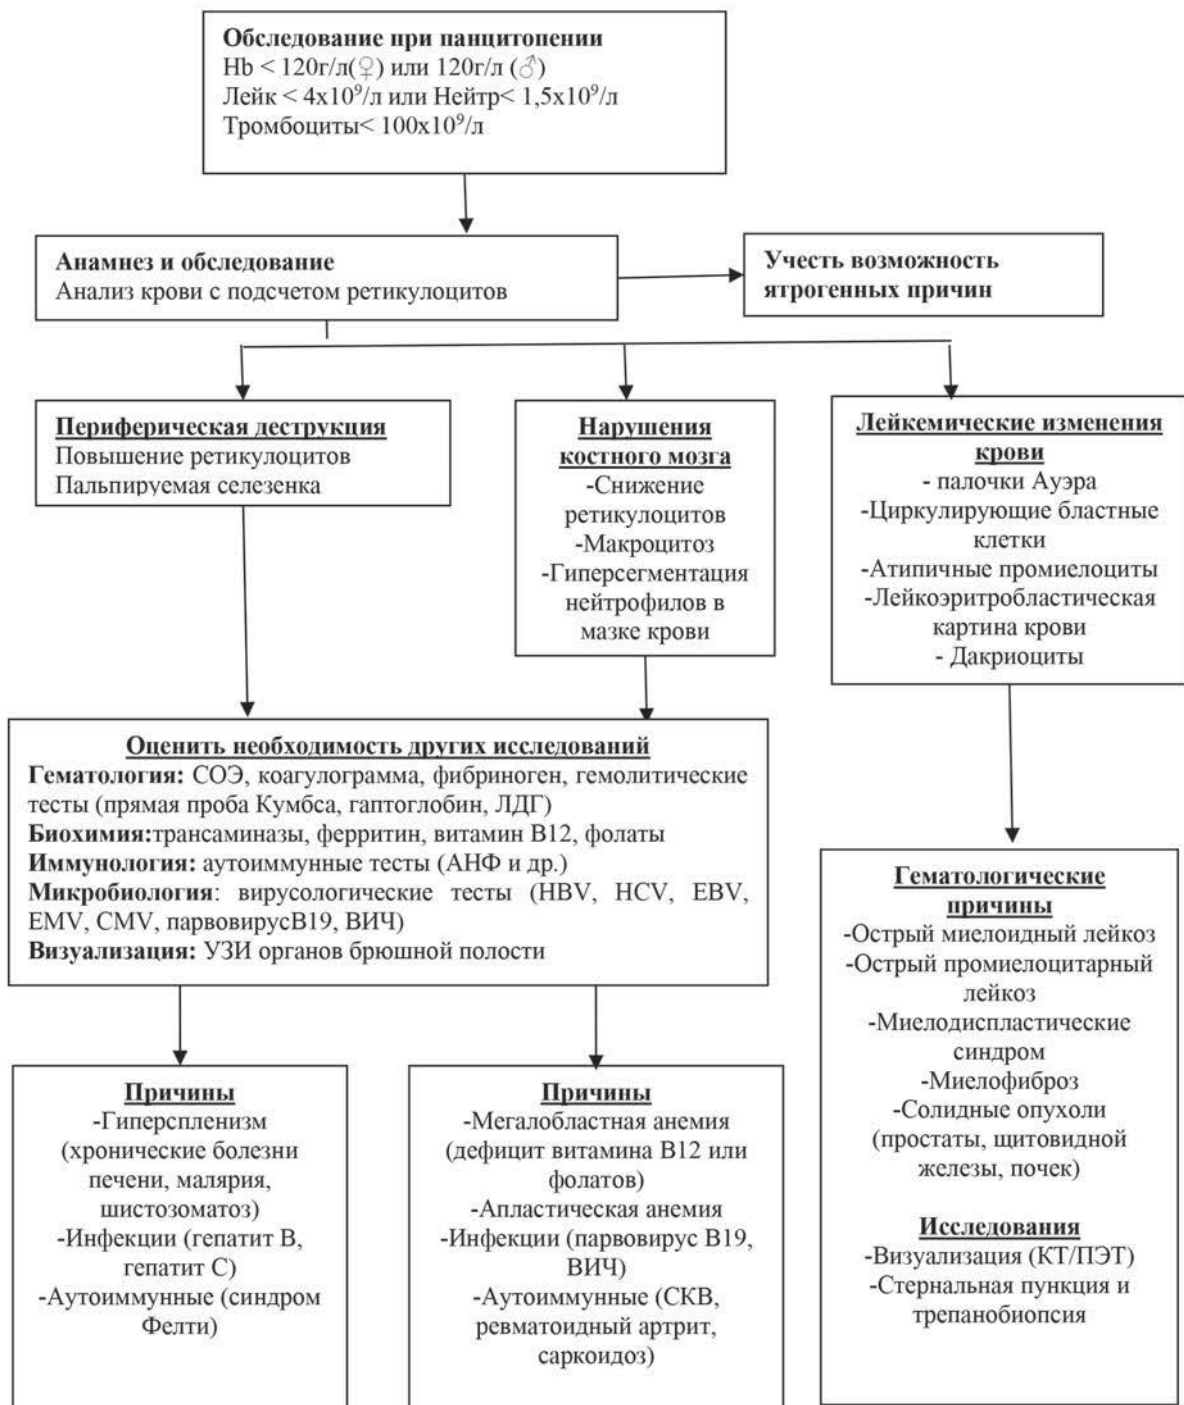 Обследование при панцитопении
Hb < 120г/л(♀) или 120г/л (♂)
Лейк < 4х10⁹/л или Нейтр< 1,5х10⁹/л
Тромбоциты< 100х10⁹/л
Анамнез и обследование
Анализ крови с подсчетом ретикулоцитов
Учесть возможность
ятрогенных причин
Периферическая деструкция
Повышение ретикулоцитов
Пальпируемая селезенка
Нарушения
костного мозга
-Снижение
ретикулоцитов
-Макроцитоз
-Гиперсегментация
нейтрофилов в
мазке крови
Лейкемические изменения
крови
- палочки Ауэра
-Циркулирующие бластные
клетки
-Атипичные промиелоциты
-Лейкоэритробластическая
картина крови
- Дакриоциты
Оценить необходимость других исследований
Гематология: СОЭ, коагулограмма, фибриноген, гемолитические
тесты (прямая проба Кумбса, гаптоглобин, ЛДГ)
Биохимия:трансаминазы, ферритин, витамин В12, фолаты
Иммунология: аутоиммунные тесты (АНФ и др.)
Микробиология: вирусологические тесты (HBV, HCV, EBV,
EMV, CMV, парвовирусВ19, ВИЧ)
Визуализация: УЗИ органов брюшной полости
Причины
-Гиперспленизм
(хронические болезни
печени, малярия,
шистозоматоз)
-Инфекции (гепатит В,
гепатит С)
-Аутоиммунные (синдром
Фелти)
Причины
-Мегалобластная анемия
(дефицит витамина В12 или
фолатов)
-Апластическая анемия
-Инфекции (парвовирус В19,
ВИЧ)
-Аутоиммунные (СКВ,
ревматоидный артрит,
саркоидоз)
Гематологические
причины
-Острый миелоидный лейкоз
-Острый промиелоцитарный
лейкоз
-Миелодиспластические
синдром
-Миелофиброз
-Солидные опухоли
(простаты, щитовидной
железы, почек)
Исследования
-Визуализация (КТ/ПЭТ)
-Стернальная пункция и
трепанобиопсия